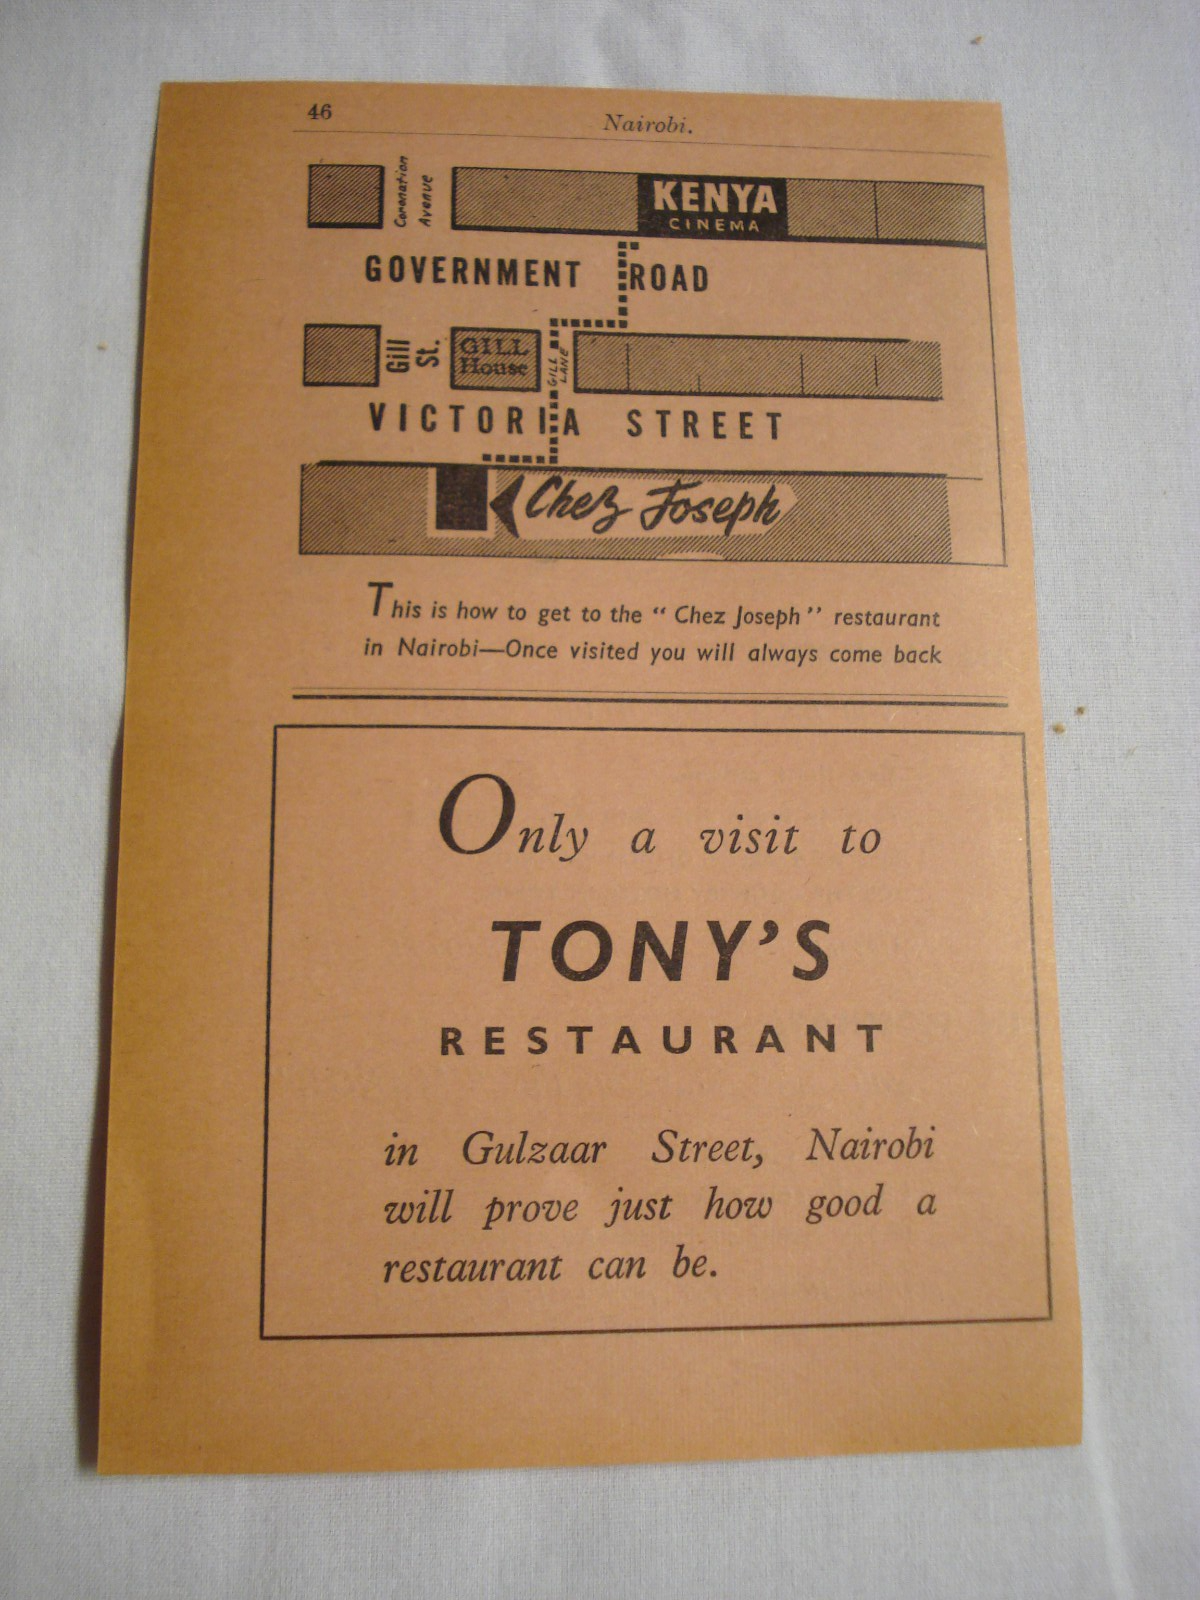 46
Nairobi.
Coronation
Avenue
KENYA
CINEMA
GOVERNMENT ROAD
Gill
St.
GILL
House
GILL
LANE
VICTORIA STREET
Chez Joseph
This is how to get to the “ Chez Joseph ” restaurant
in Nairobi—Once visited you will always come back
Only a visit to
TONY’S
RESTAURANT
in Gulzaar Street, Nairobi
will prove just how good a
restaurant can be.